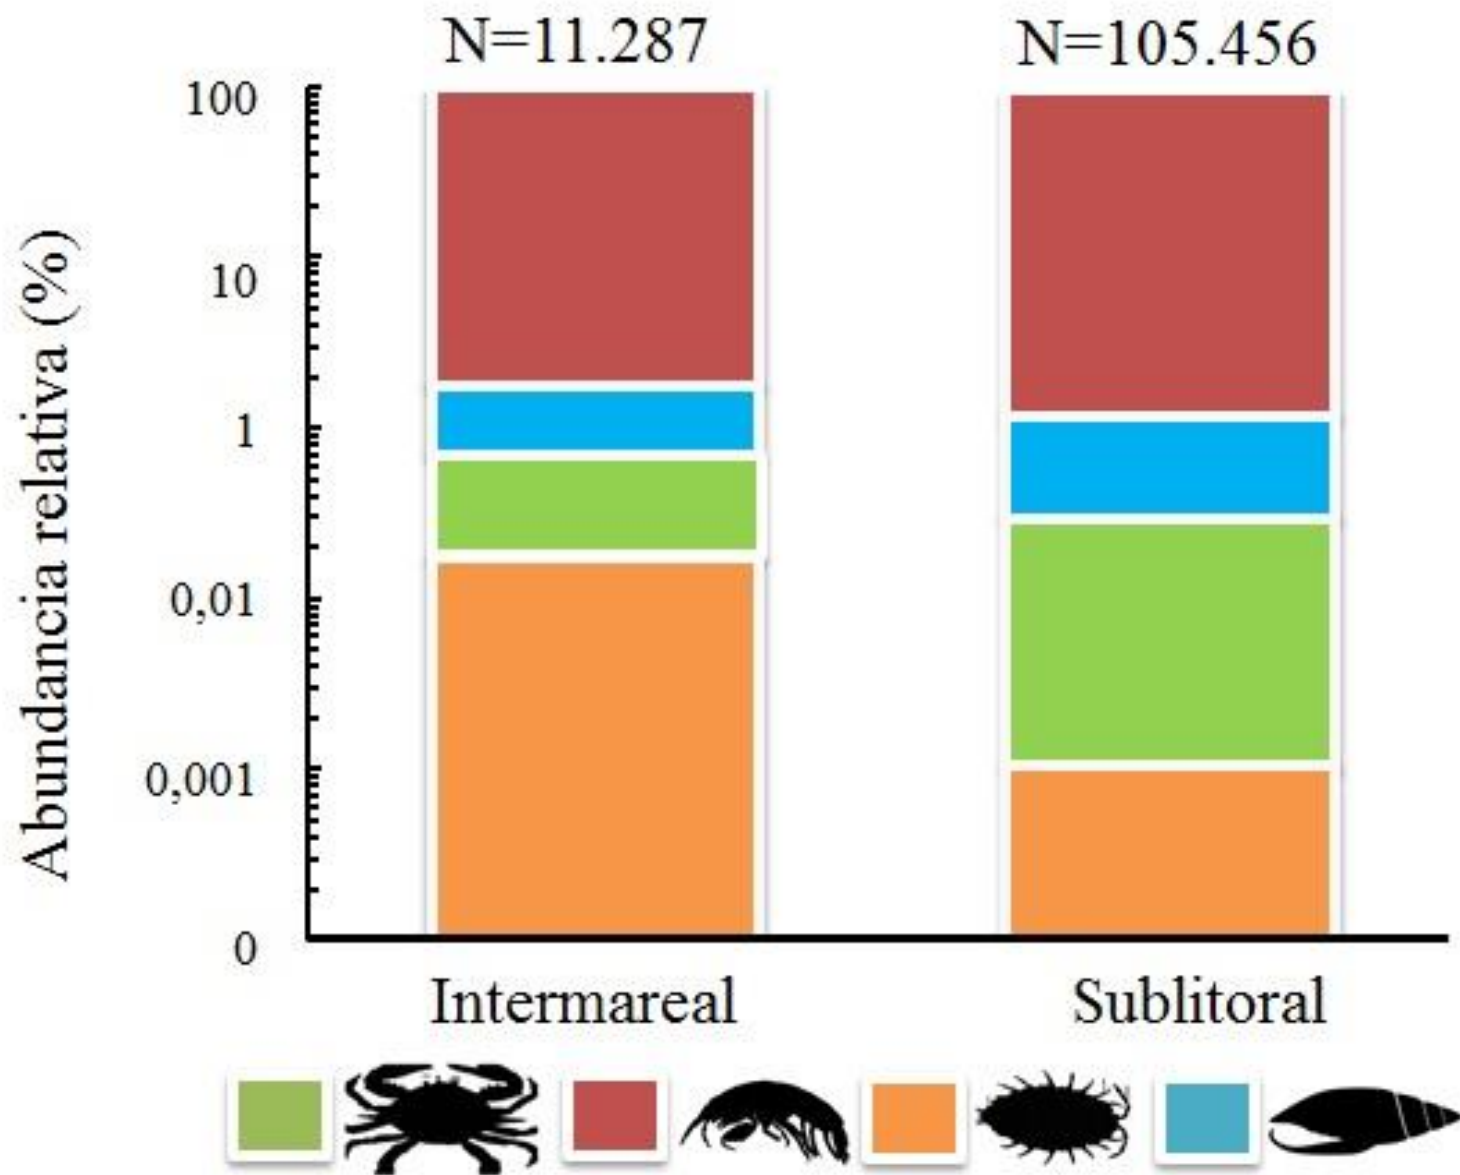 N=11.287
N=105.456
Abundancia relativa (%)
100
10
1
0,01
0,001
0
Intermareal
Sublitoral